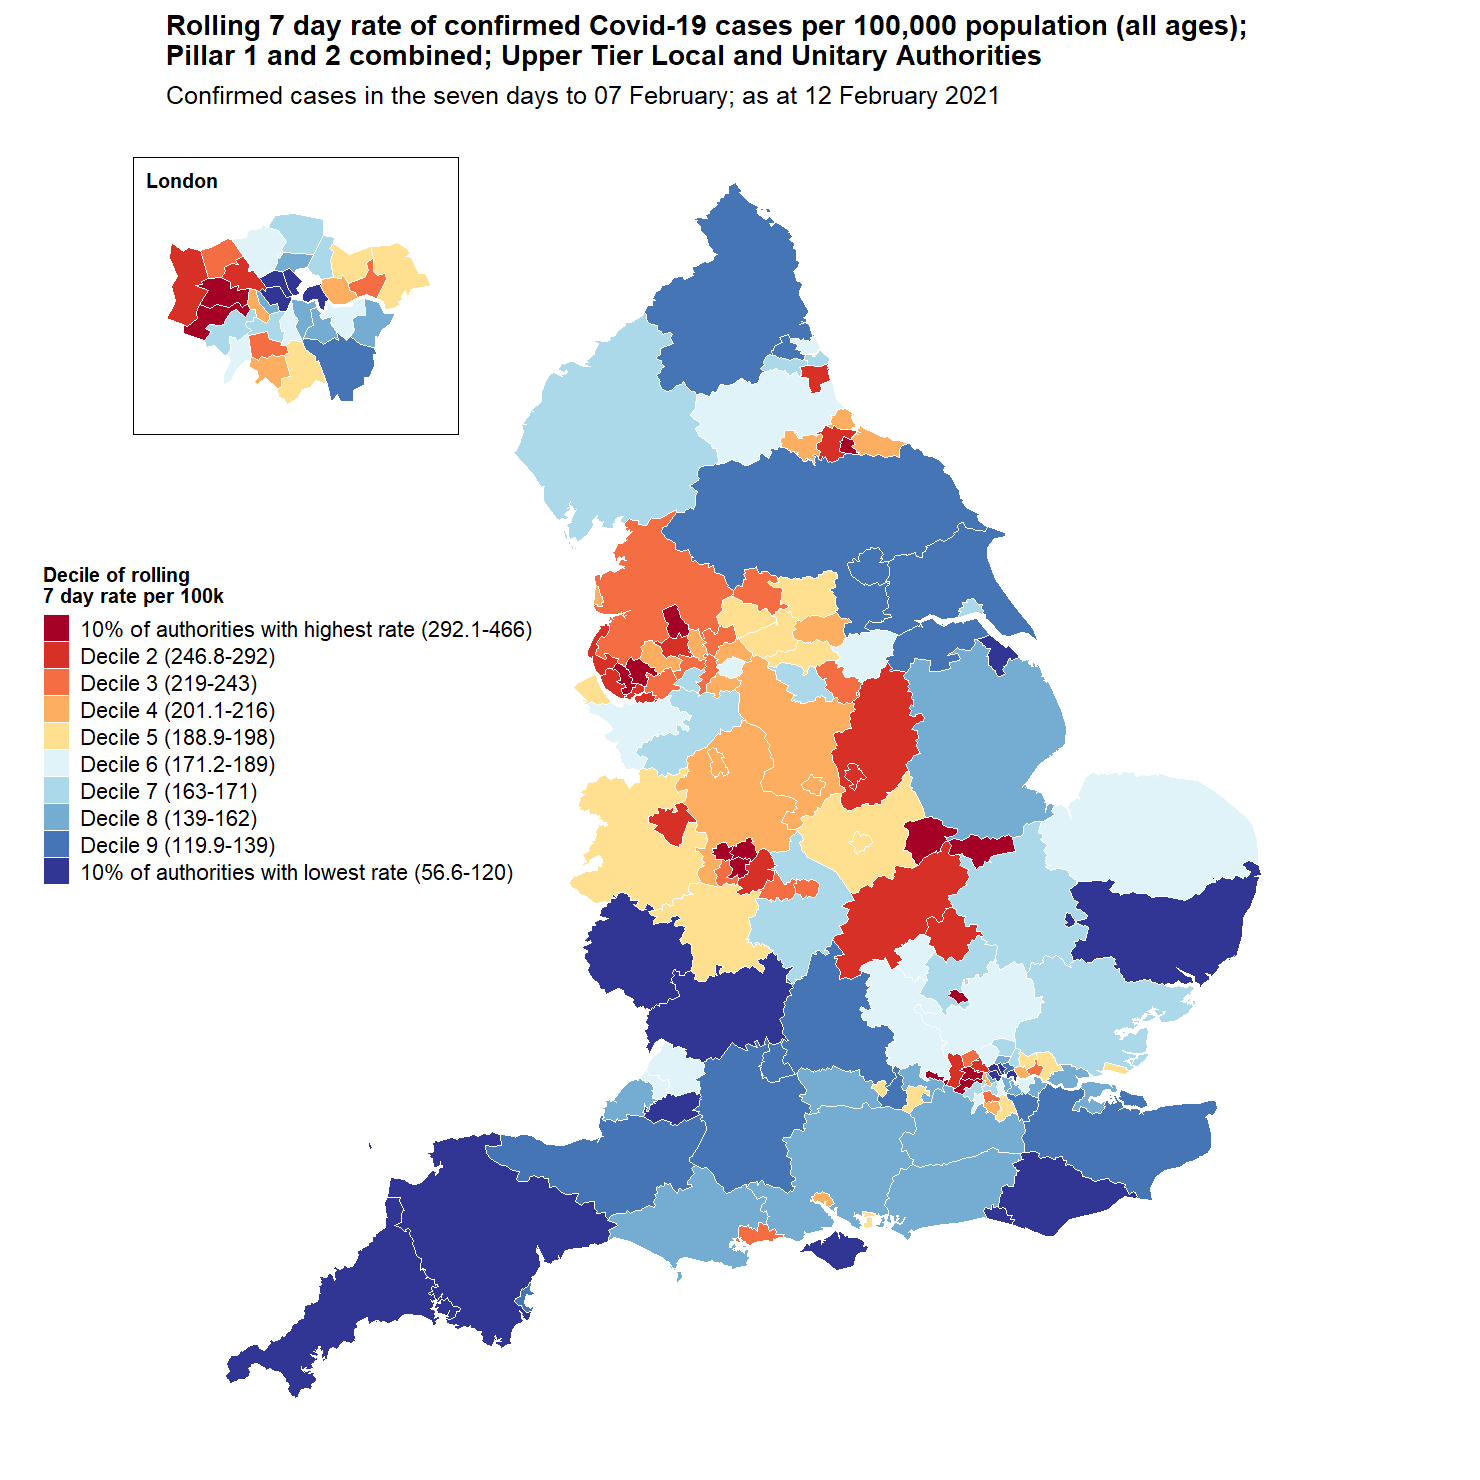 Rolling 7 day rate of confirmed Covid-19 cases per 100,000 population (all ages);
Pillar 1 and 2 combined; Upper Tier Local and Unitary Authorities
Confirmed cases in the seven days to 07 February; as at 12 February 2021
London
Decile of rolling
7 day rate per 100k
10% of authorities with highest rate (292.1-466)
Decile 2 (246.8-292)
Decile 3 (219-243)
Decile 4 (201.1-216)
Decile 5 (188.9-198)
Decile 6 (171.2-189)
Decile 7 (163-171)
Decile 8 (139-162)
Decile 9 (119.9-139)
10% of authorities with lowest rate (56.6-120)